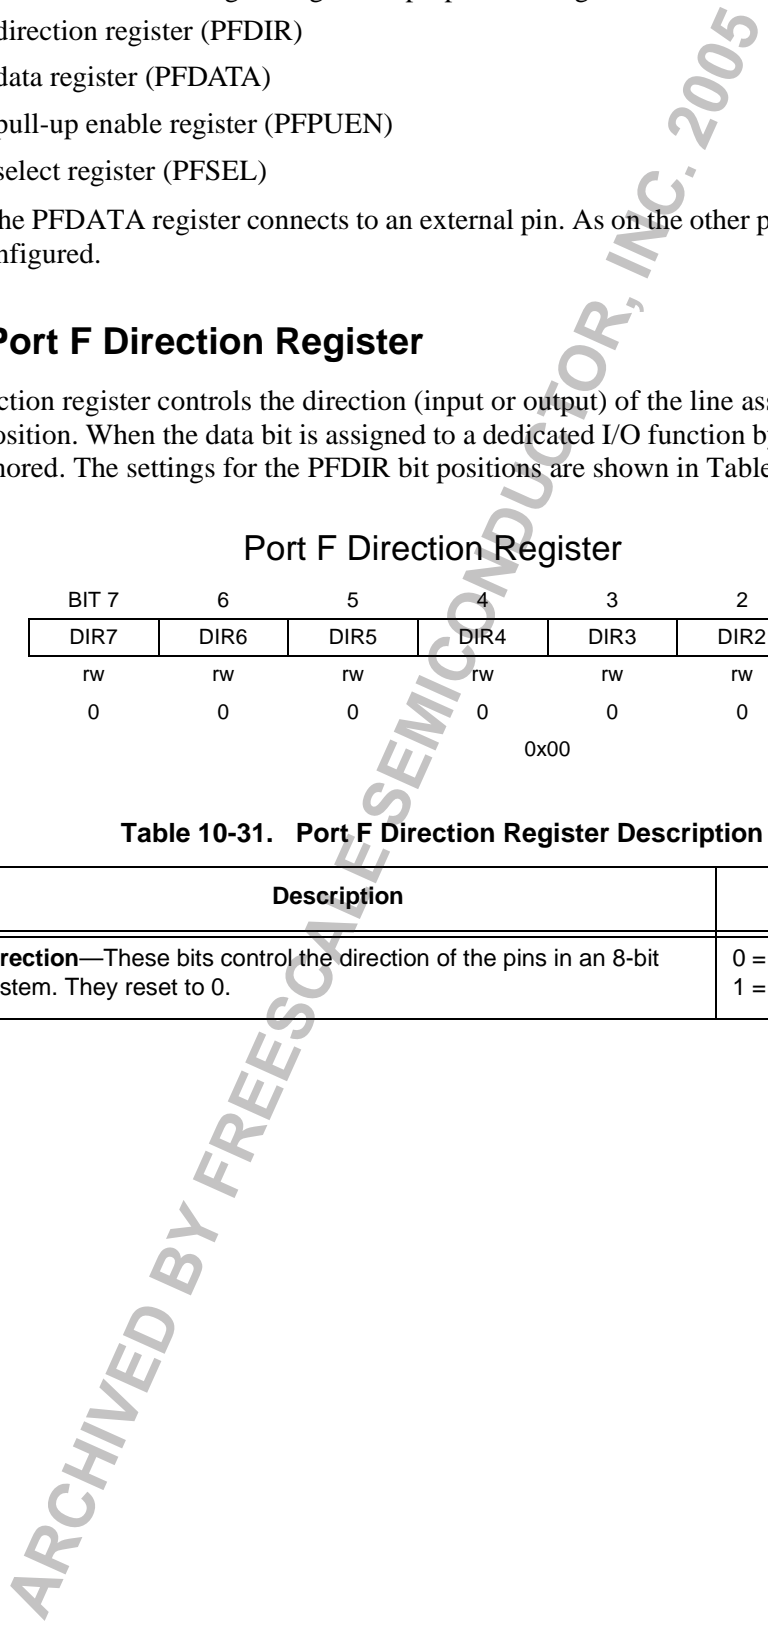 direction register (PFDIR)
data register (PFDATA)
pull-up enable register (PFPUEN)
select register (PFSEL)
he PFDATA register connects to an external pin. As on the other p
nfigured.
Port F Direction Register
ction register controls the direction (input or output) of the line ass
osition. When the data bit is assigned to a dedicated I/O function by
nored. The settings for the PFDIR bit positions are shown in Table
Port F Direction Register
BIT 7 6 5 4 3 2
DIR7 DIR6 DIR5 DIR4 DIR3 DIR2
rw rw rw rw rw rw
0 0 0 0 0 0
0x00
Table 10-31. Port F Direction Register Description
Description
rection—These bits control the direction of the pins in an 8-bit 0 =
stem. They reset to 0. 1 =
ARCHIVED BY FREESCALE SEMICONDUCTOR, INC. 2005